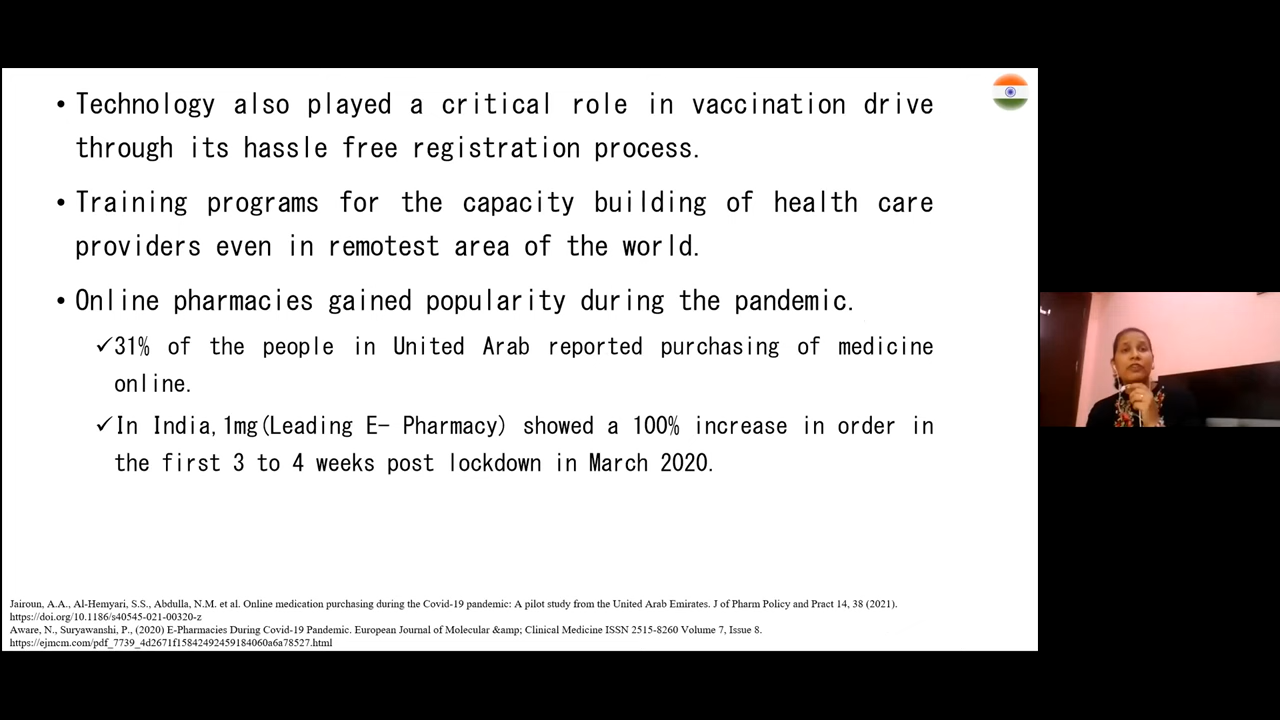 • Technology also played a critical role in vaccination drive
through its hassle free registration process.
• Training programs for the capacity building of health care
providers even in remotest area of the world.
• Online pharmacies gained popularity during the pandemic.
✓31% of the people in United Arab reported purchasing of medicine
online.
✓In India,1mg(Leading E- Pharmacy) showed a 100% increase in order in
the first 3 to 4 weeks post lockdown in March 2020.
Jairoun, A.A., Al-Hemyari, S.S., Abdulla, N.M. et al. Online medication purchasing during the Covid-19 pandemic: A pilot study from the United Arab Emirates. J of Pharm Policy and Pract 14, 38 (2021).
https://doi.org/10.1186/s40545-021-00320-z
Aware, N., Suryawanshi, P., (2020) E-Pharmacies During Covid-19 Pandemic. European Journal of Molecular &amp; Clinical Medicine ISSN 2515-8260 Volume 7, Issue 8.
https://ejmcm.com/pdf_7739_4d2671f15842492459184060a6a78527.html